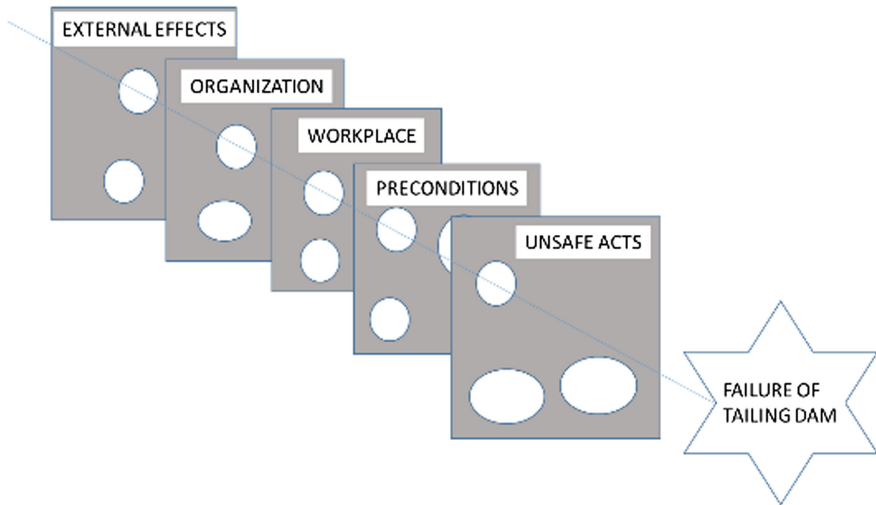 EXTERNAL EFFECTS
ORGANIZATION
WORKPLACE
PRECONDITIONS
UNSAFE ACTS
FAILURE OF
TAILING DAM